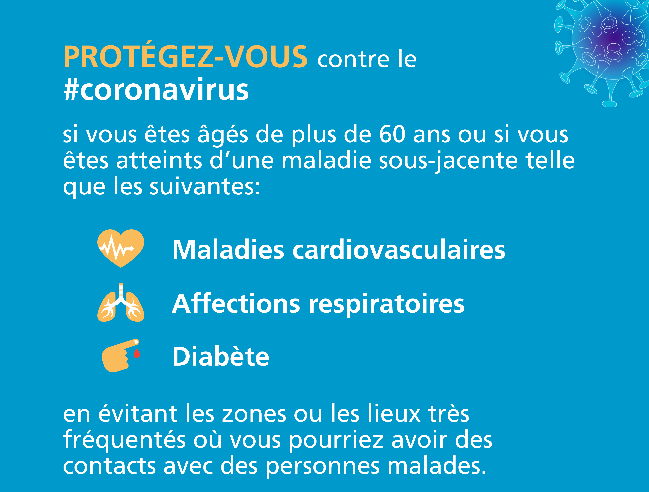 PROTÉGEZ-VOUS contre le
#coronavirus
si vous êtes âgés de plus de 60 ans ou si vous
êtes atteints d'une maladie sous-jacente telle
que les suivantes:
Maladies cardiovasculaires
Affections respiratoires
Diabète
en évitant les zones ou les lieux très
fréquentés où vous pourriez avoir des
contacts avec des personnes malades.